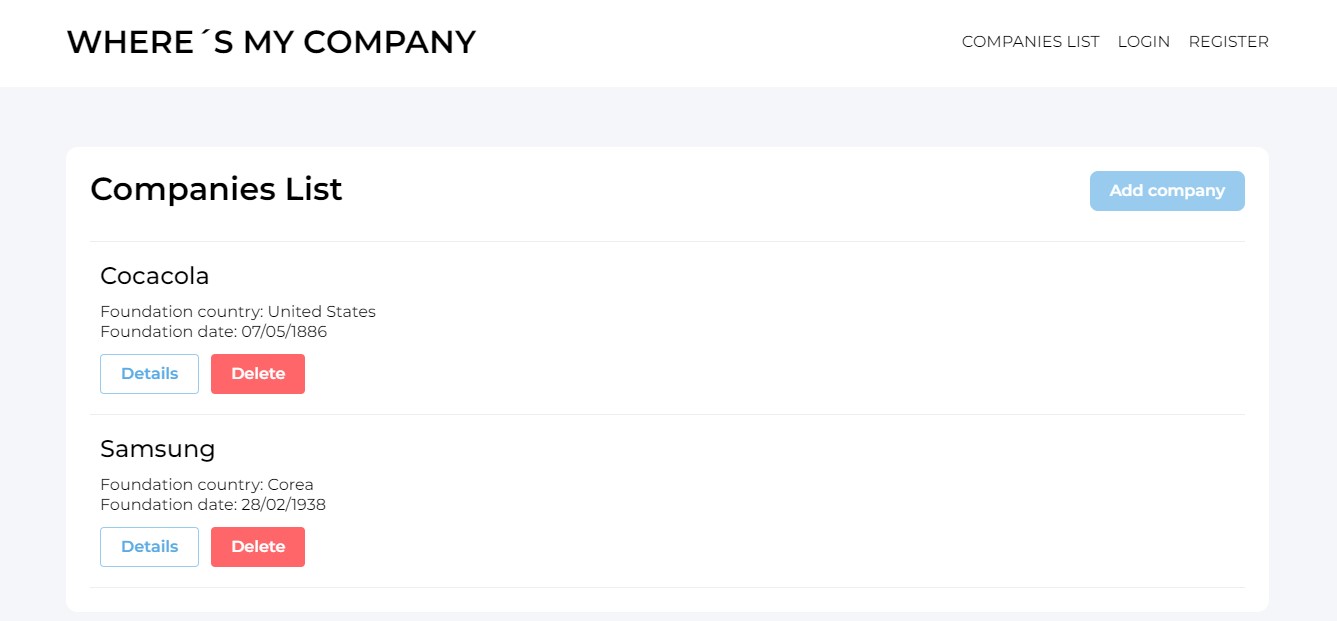 WHERE´S MY COMPANY
COMPANIES LIST LOGIN REGISTER
Companies List
Add company
Cocacola
Foundation country: United States
Foundation date: 07/05/1886
Details Delete
Samsung
Foundation country: Corea
Foundation date: 28/02/1938
Details Delete